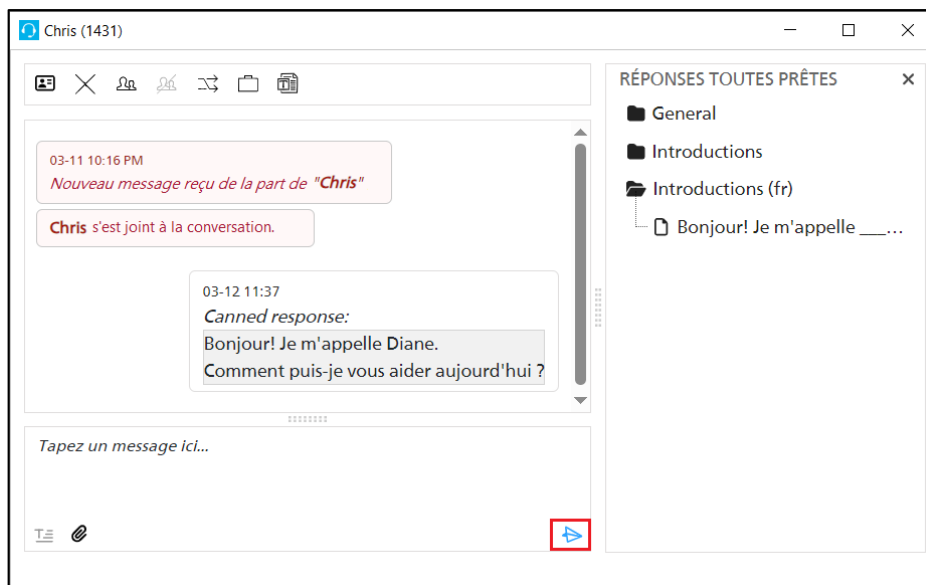 Chris (1431)
RÉPONSES TOUTES PRÊTES
General
Introductions
Introductions (fr)
Bonjour! Je m'appelle ___...
03-11 10:16 PM
Nouveau message reçu de la part de "Chris"
Chris s'est joint à la conversation.
03-12 11:37
Canned response:
Bonjour! Je m'appelle Diane.
Comment puis-je vous aider aujourd'hui ?
Tapez un message ici...